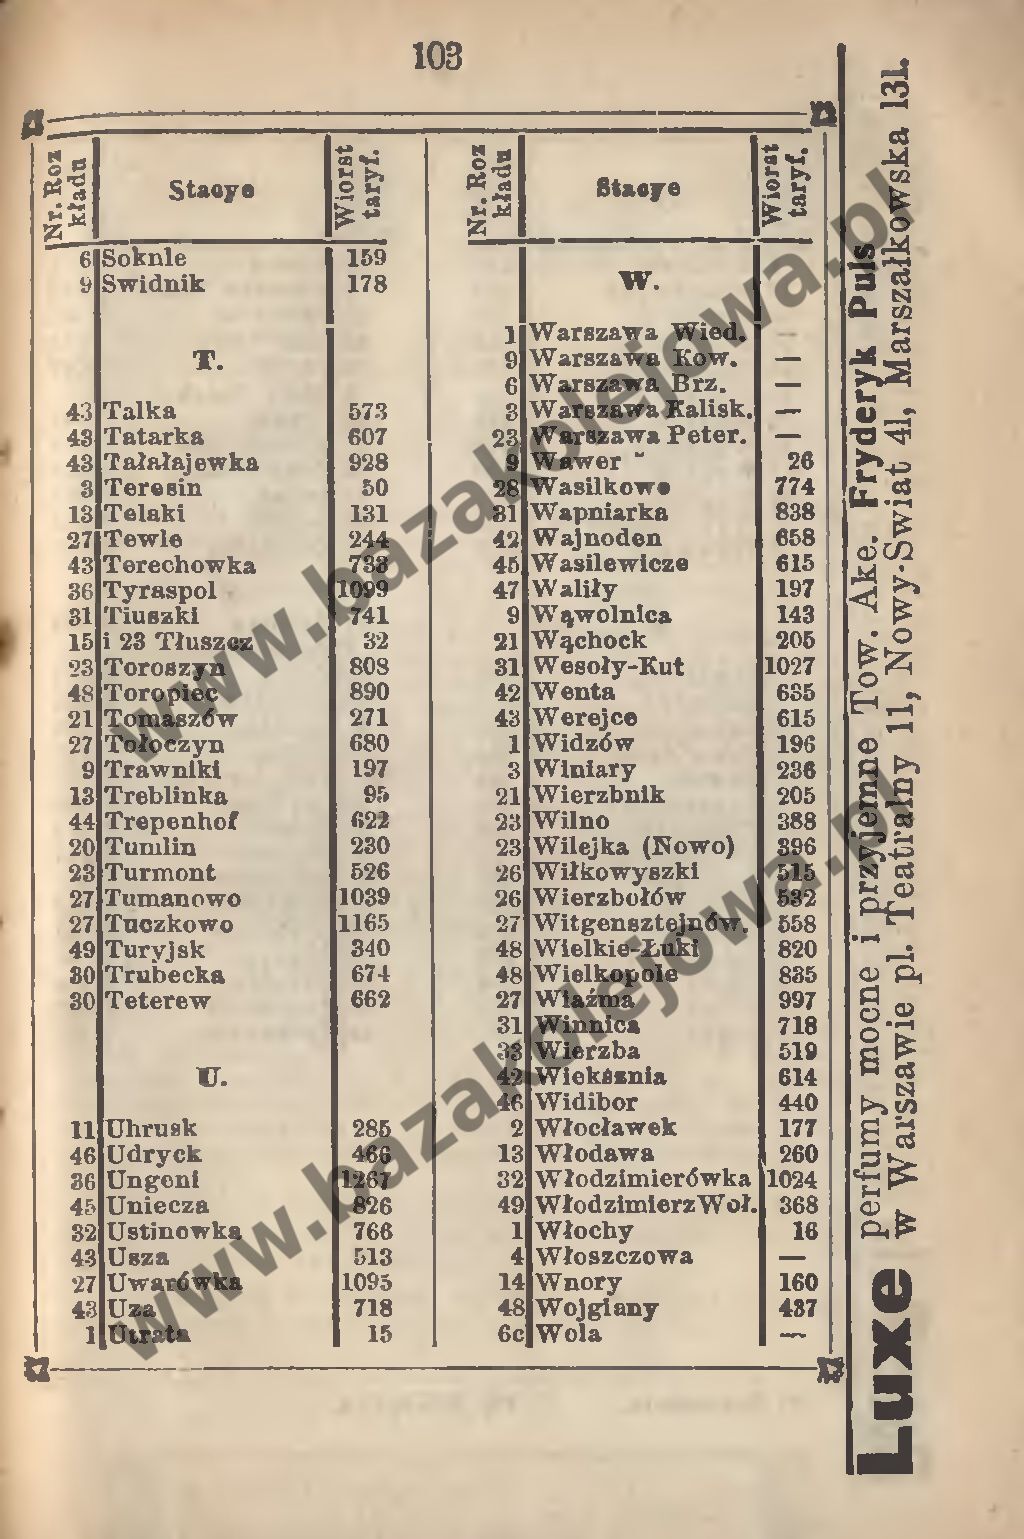 103
Nr. Roz kładu Stacye Wiorst taryf.
6 Soknle 159
9 Swidnik 178
T.
43 Talka 573
43 Tatarka 607
43 Tałałajewka 928
3 Teresin 50
13 Telaki 131
27 Tewle 244
43 Terechowka 733
36 Tyraspol 1099
31 Tiuszki 741
15 i 23 Tłuszcz 32
23 Toroszyn 808
48 Toropiec 890
21 Tomaszów 271
27 Tołoczyn 680
9 Trawniki 197
13 Treblinka 95
44 Trepenhof 622
20 Tumlin 230
23 Turmont 526
27 Tumanowo 1039
27 Tuczkowo 1165
49 Turyjsk 340
30 Trubecka 674
30 Teterew 662
U.
11 Uhrusk 285
46 Udryck 466
36 Ungeni 1267
45 Uniecza 826
32 Ustinowka 766
43 Usza 513
27 Uwarówka 1095
43 Uza 718
1 Utrata 15
Nr. Roz kładu Stacye Wiorst taryf.
W.
1 Warszawa Wied. —
9 Warszawa Kow. —
6 Warszawa Brz. —
3 Warszawa Kalisk. —
23 Warszawa Peter. —
9 Wawer 26
28 Wasilkowo 774
31 Wapniarka 838
42 Wajnoden 658
45 Wasilewicze 615
47 Waliły 197
9 Wąwolnica 143
21 Wąchock 205
31 Wesoły-Kut 1027
42 Wenta 635
43 Werejce 615
1 Widzów 196
3 Winiary 236
21 Wierzbnik 205
23 Wilno 388
23 Wilejka (Nowo) 396
26 Wiłkowyszki 515
26 Wierzbołów 532
27 Witgensztejnów. 558
48 Wielkie-Łuki 820
48 Wielkopole 835
27 Wiaźma 997
31 Winnica 718
33 Wierzba 519
42 Wieksznia 614
46 Widibor 440
2 Włocławek 177
13 Włodawa 260
32 Włodzimierówka 1024
49 Włodzimierz Woł. 368
1 Włochy 16
4 Włoszczowa —
14 Wnory 160
48 Wojgiany 437
6c Wola —
Luxe perfumy mocne i przyjemne Tow. Akc. Fryderyk Puls
w Warszawie pl. Teatralny 11, Nowy-Swiat 41, Marszałkowska 131.
www.bazakolejowa.pl
www.bazakolejowa.pl